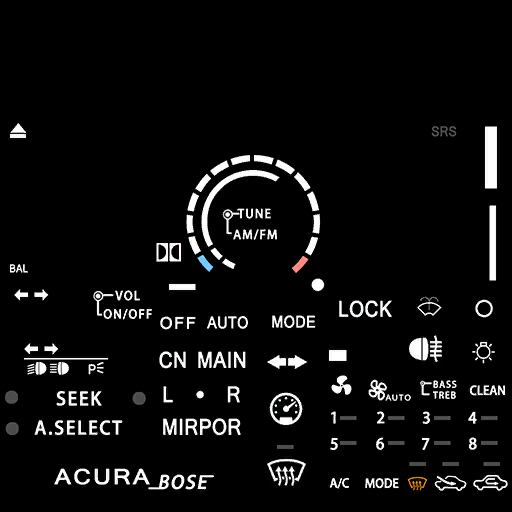 SRS
TUNE
AM/FM
BAL
VOL
ON/OFF
LOCK
OFF AUTO MODE
CN MAIN
P
AUTO
BASS
TREB
CLEAN
SEEK
L • R
A.SELECT
MIRPOR
1 2 3 4
5 6 7 8
ACURA BOSE
A/C MODE